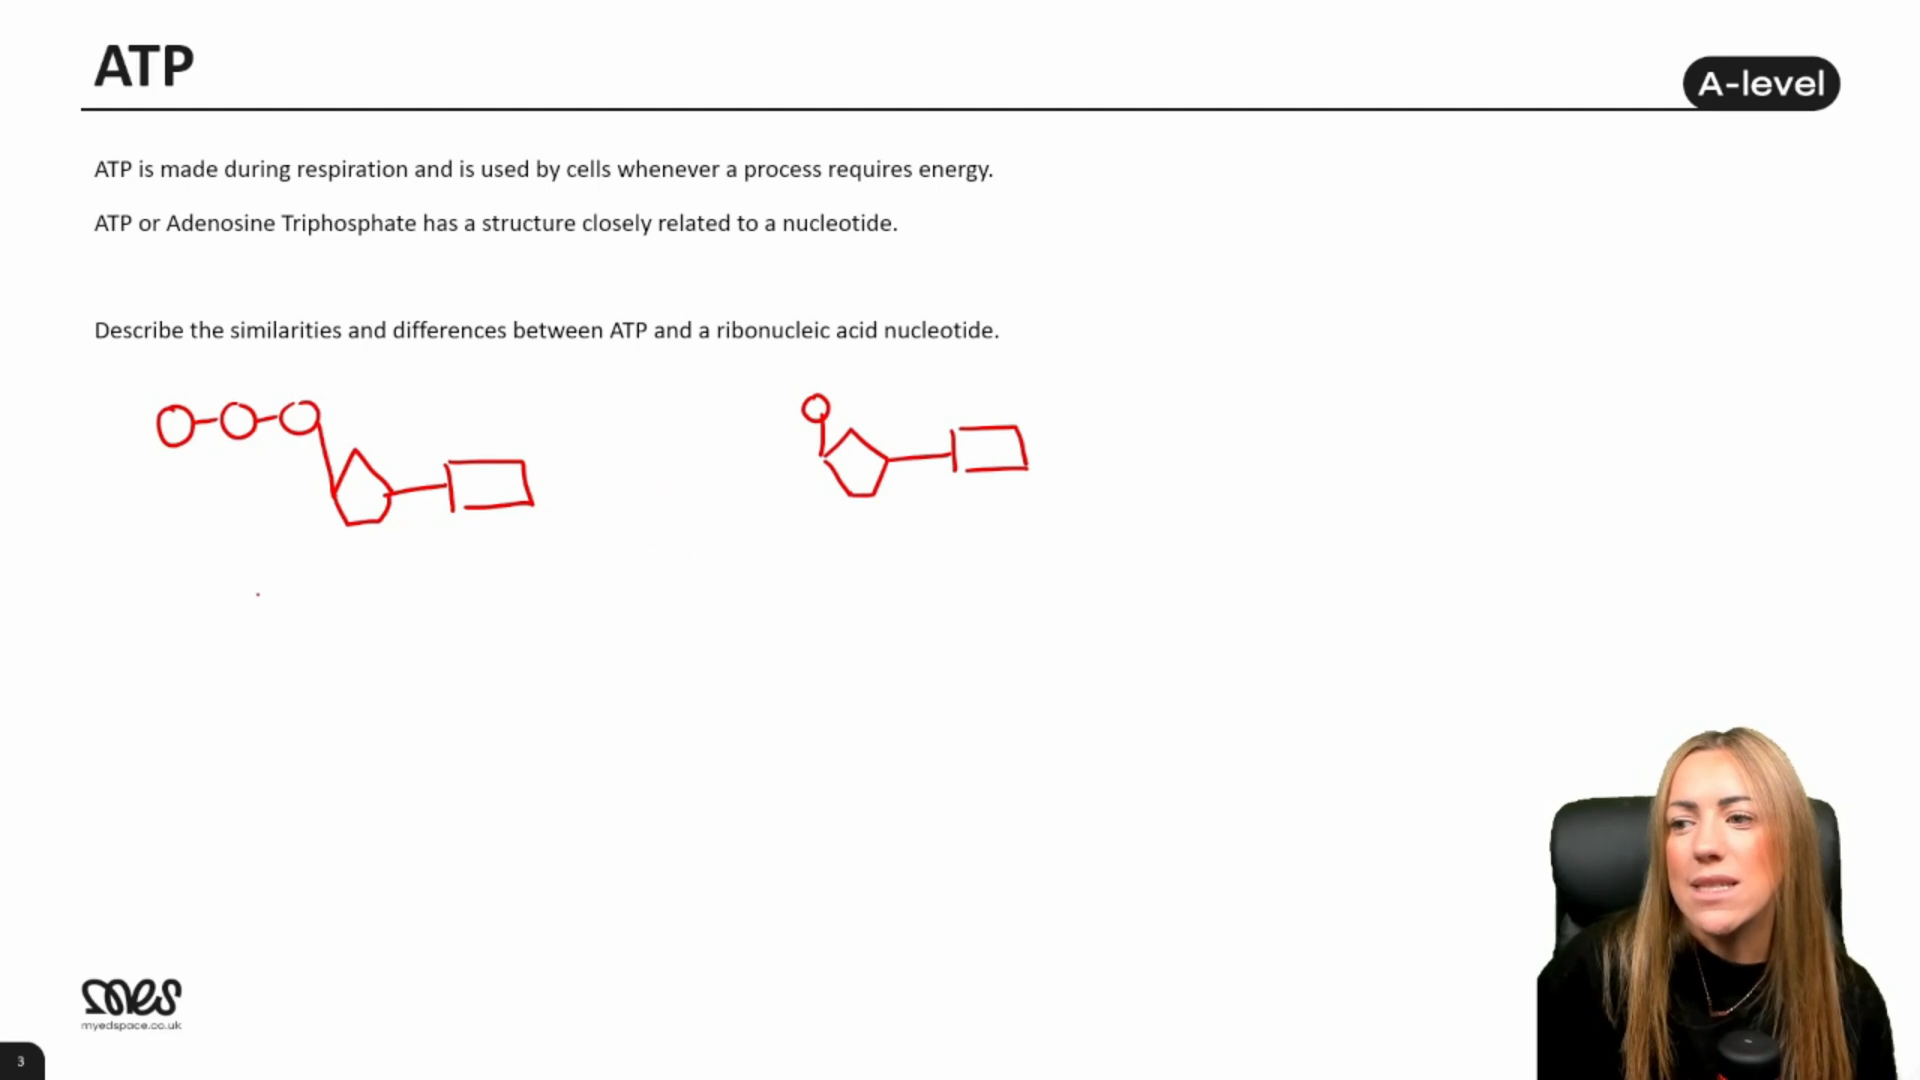 ATP
A-level
ATP is made during respiration and is used by cells whenever a process requires energy.
ATP or Adenosine Triphosphate has a structure closely related to a nucleotide.
Describe the similarities and differences between ATP and a ribonucleic acid nucleotide.
mes
myedspace.co.uk
3